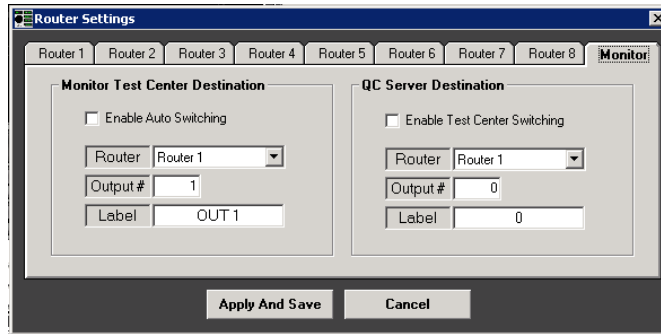 Router Settings
Router 1 Router 2 Router 3 Router 4 Router 5 Router 6 Router 7 Router 8 Monitor
Monitor Test Center Destination
Enable Auto Switching
Router Router 1
Output # 1
Label OUT 1
QC Server Destination
Enable Test Center Switching
Router Router 1
Output # 0
Label 0
Apply And Save Cancel